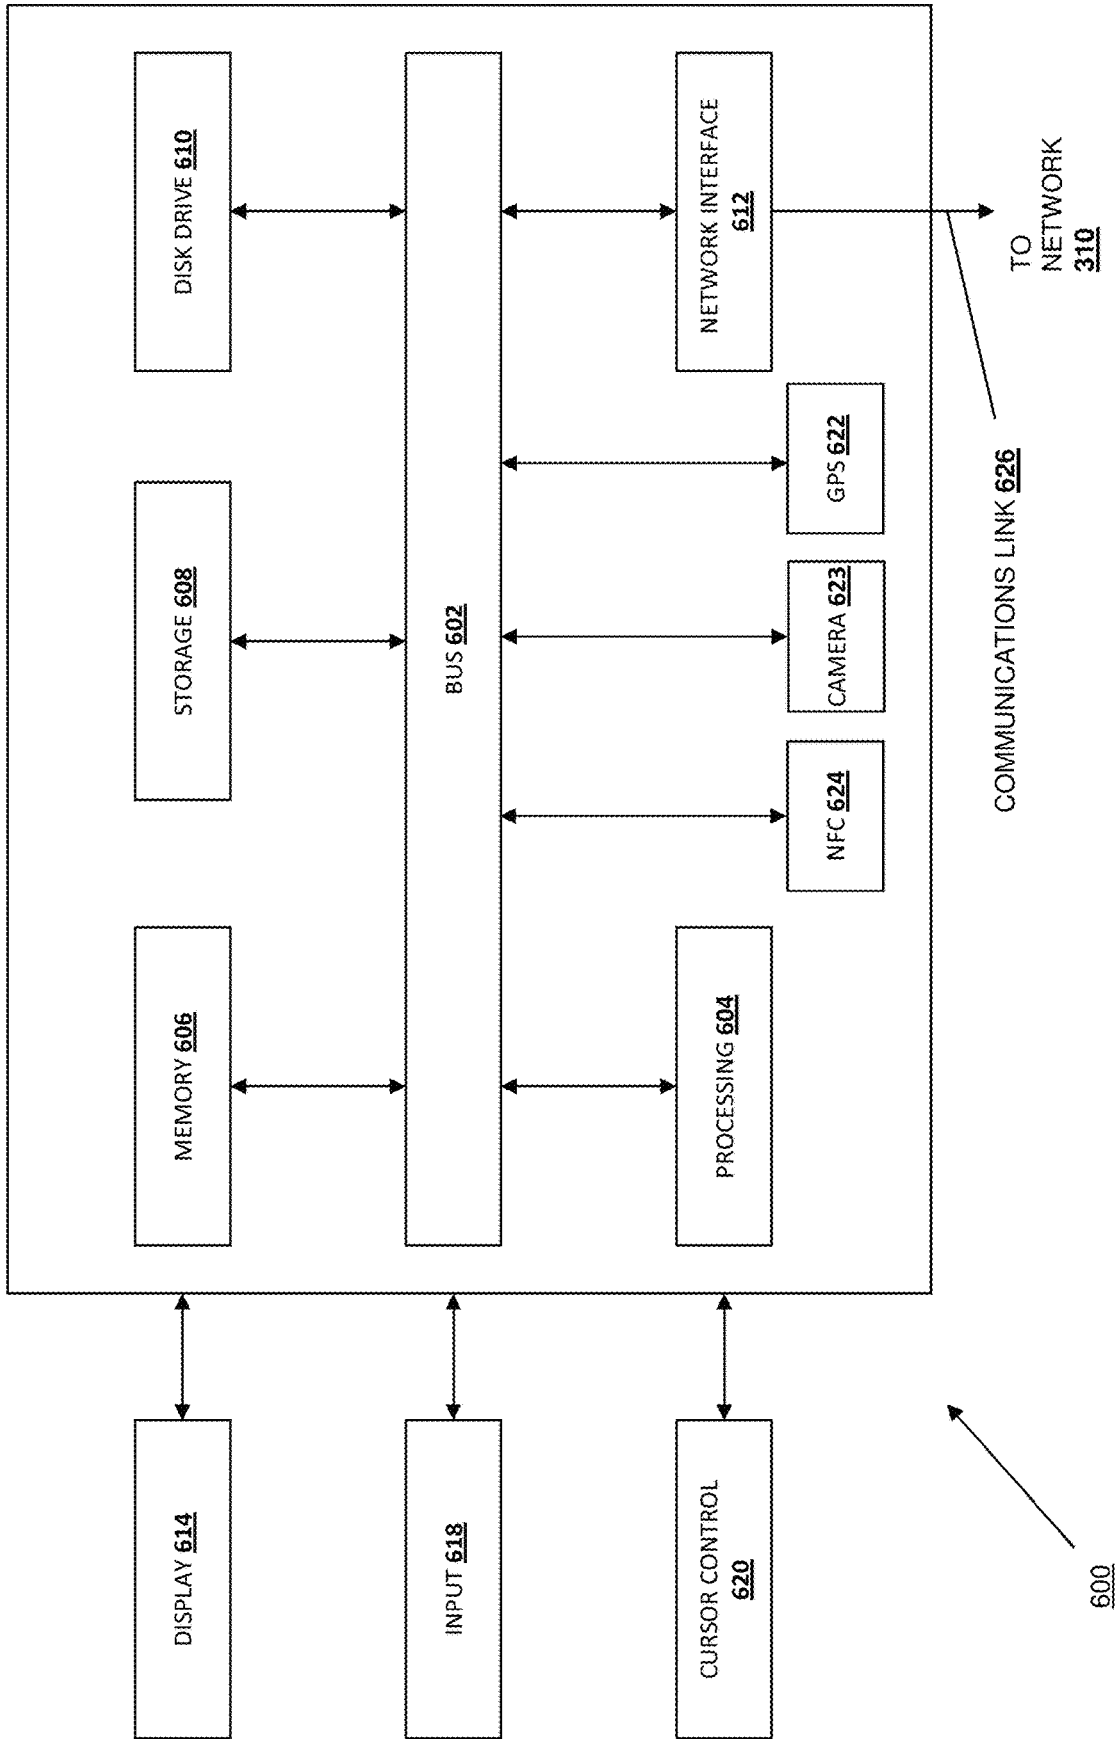 DISPLAY 614
MEMORY 606
STORAGE 608
DISK DRIVE 610
INPUT 618
BUS 602
CURSOR CONTROL
620
PROCESSING 604
NETWORK INTERFACE
612
NFC 624
CAMERA 623
GPS 622
COMMUNICATIONS LINK 626
TO
NETWORK
310
600